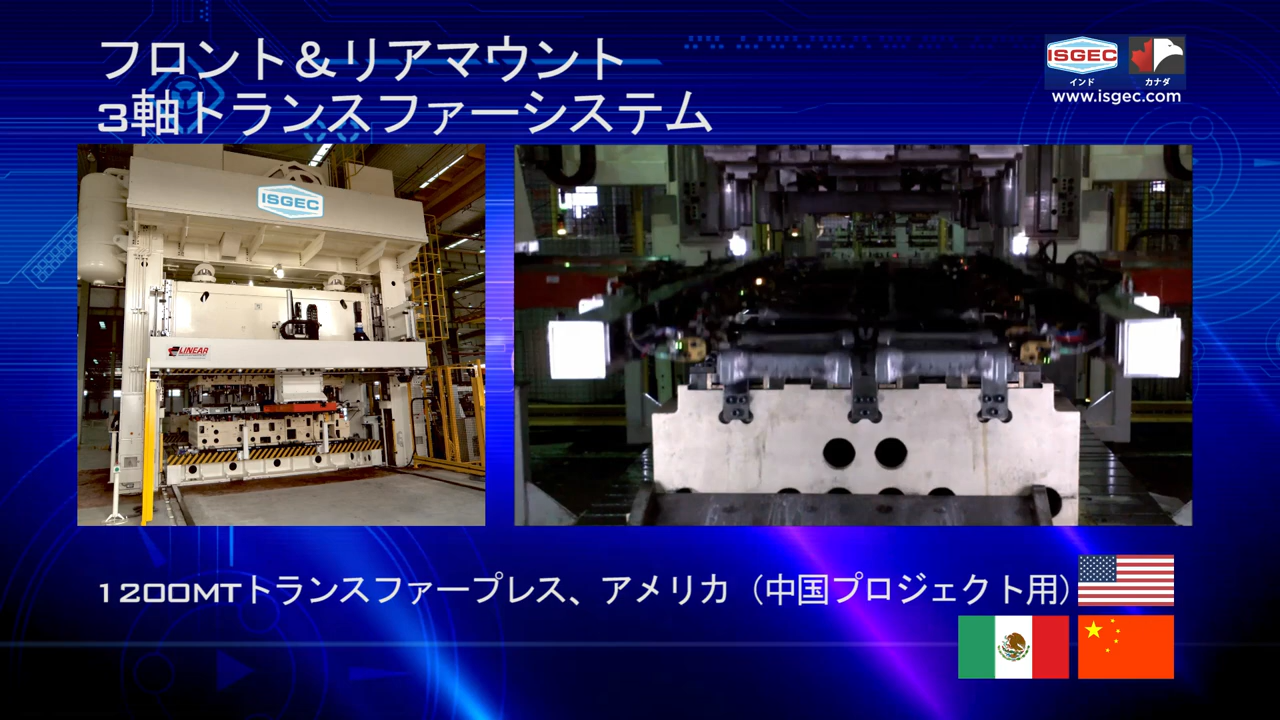 フロント＆リアマウント
3軸トランスファーシステム
ISGEC
インド
カナダ
www.isgec.com
ISGEC
LINEAR
1200MTトランスファープレス、アメリカ（中国プロジェクト用）